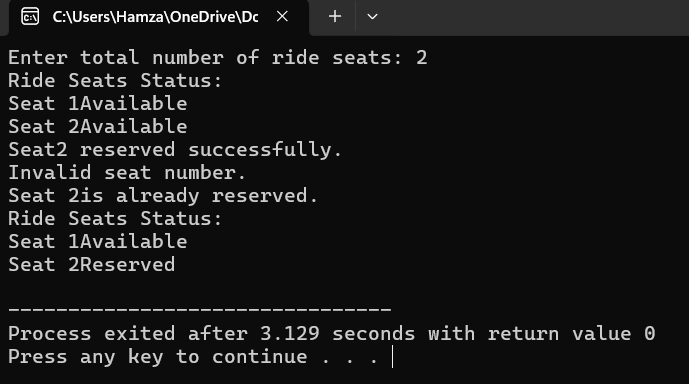 C:\Users\Hamza\OneDrive\Dc
Enter total number of ride seats: 2
Ride Seats Status:
Seat 1Available
Seat 2Available
Seat2 reserved successfully.
Invalid seat number.
Seat 2is already reserved.
Ride Seats Status:
Seat 1Available
Seat 2Reserved
--------------------------------
Process exited after 3.129 seconds with return value 0
Press any key to continue . . .